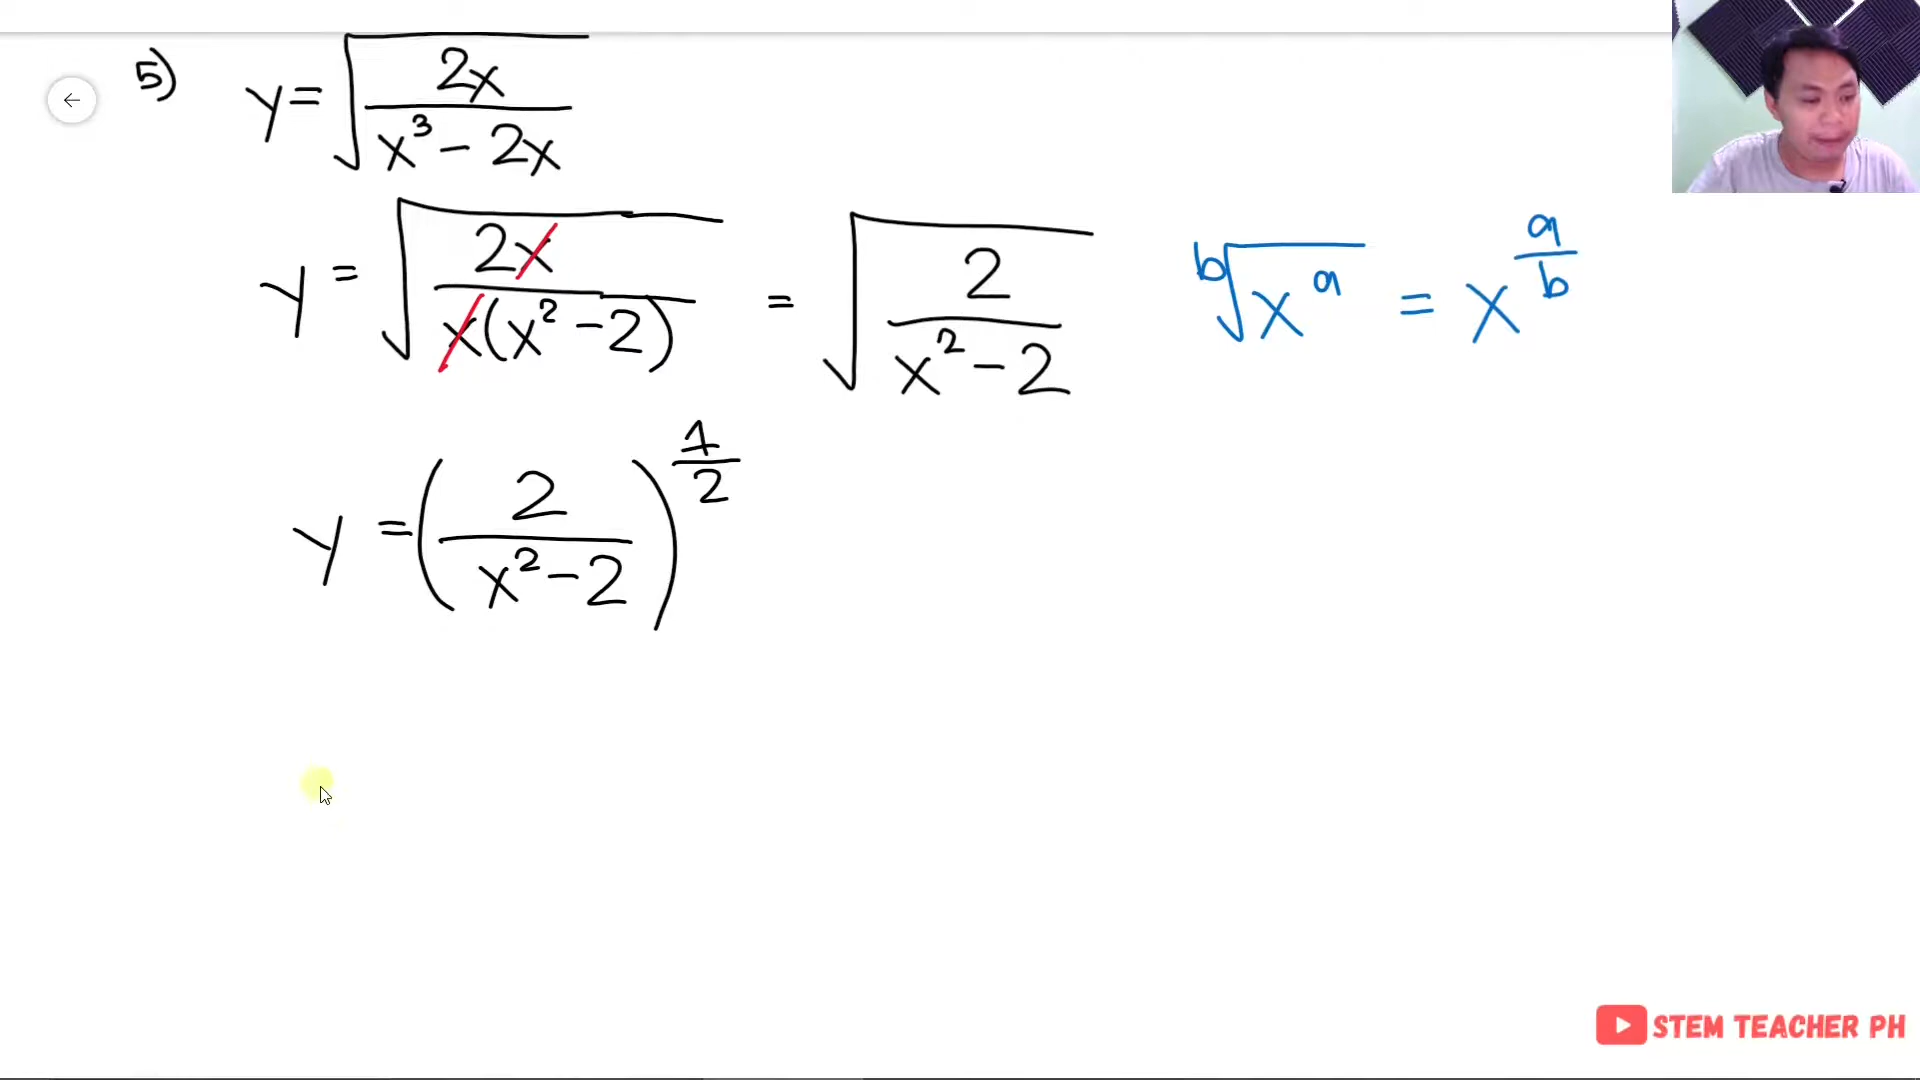 5) y = √(2x / (x³ - 2x))
y = √(2x / (x(x² - 2))) = √(2 / (x² - 2))
ᵇ√(xᵃ) = x^(a/b)
y = (2 / (x² - 2))^(1/2)
STEM TEACHER PH